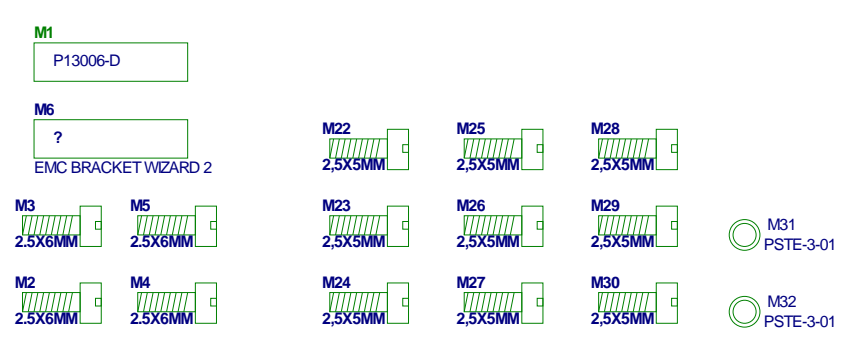 M1
P13006-D
M6
?
EMC BRACKET WIZARD 2
M22
2,5X5MM
M25
2,5X5MM
M28
2,5X5MM
M3
2.5X6MM
M5
2.5X6MM
M23
2,5X5MM
M26
2,5X5MM
M29
2,5X5MM
M31
PSTE-3-01
M2
2.5X6MM
M4
2.5X6MM
M24
2,5X5MM
M27
2,5X5MM
M30
2,5X5MM
M32
PSTE-3-01